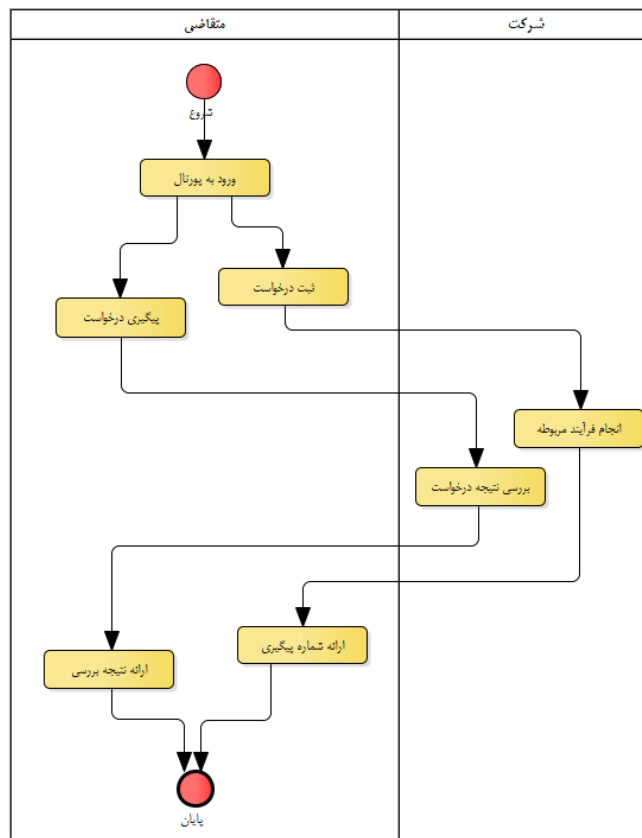 شرکت
متقاضی
شروع
ورود به پورتال
ثبت درخواست
پیگیری درخواست
انجام فرآیند مربوطه
بررسی نتیجه درخواست
ارائه شماره پیگیری
ارائه نتیجه بررسی
پایان